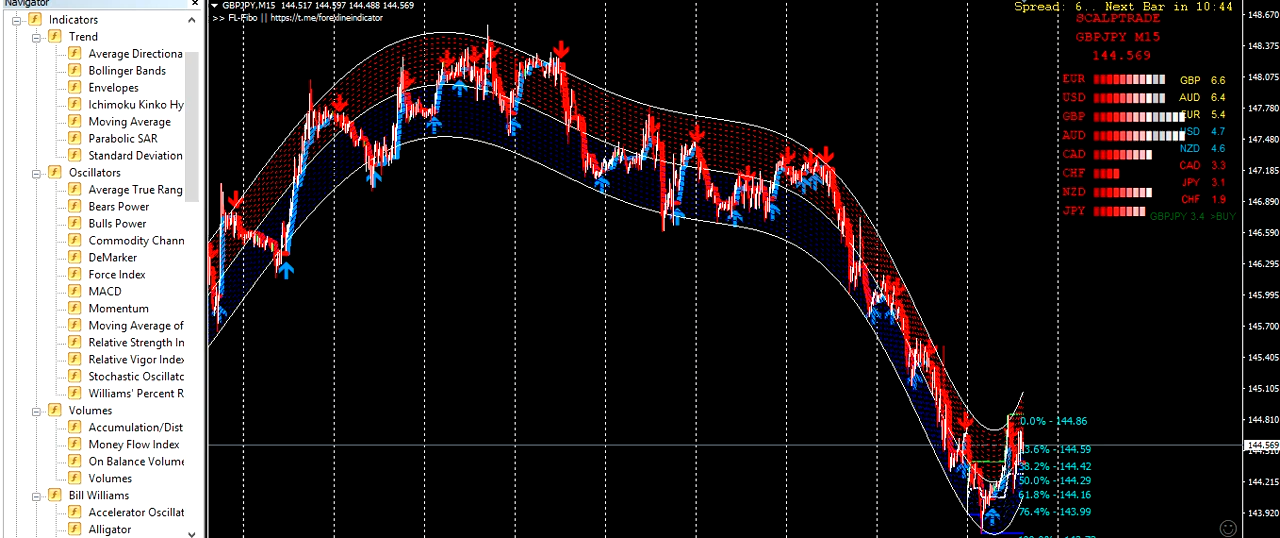 Navigator
Indicators
Trend
Average Directiona
Bollinger Bands
Envelopes
Ichimoku Kinko Hy
Moving Average
Parabolic SAR
Standard Deviation
Oscillators
Average True Rang
Bears Power
Bulls Power
Commodity Chann
DeMarker
Force Index
MACD
Momentum
Moving Average of
Relative Strength In
Relative Vigor Index
Stochastic Oscillato
Williams' Percent R
Volumes
Accumulation/Dist
Money Flow Index
On Balance Volume
Volumes
Bill Williams
Accelerator Oscillat
Alligator
GBPJPY,M15 144.517 144.597 144.488 144.569
>> FL-Fibo || https://t.me/forexlineindicator
Spread: 6.. Next Bar in 10:44
SCALPTRADE
GBPJPY M15
144.569
EUR
USD
GBP
AUD
CAD
CHF
NZD
JPY
GBP 6.6
AUD 6.4
EUR 5.4
USD 4.7
NZD 4.6
CAD 3.3
JPY 3.1
CHF 1.9
GBPJPY 3.4 >BUY
0.0% - 144.86
23.6% - 144.59
38.2% - 144.42
50.0% - 144.29
61.8% - 144.16
76.4% - 143.99
148.670
148.375
148.075
147.780
147.480
147.185
146.890
146.590
146.295
145.995
145.700
145.405
145.105
144.810
144.569
144.510
144.215
143.920